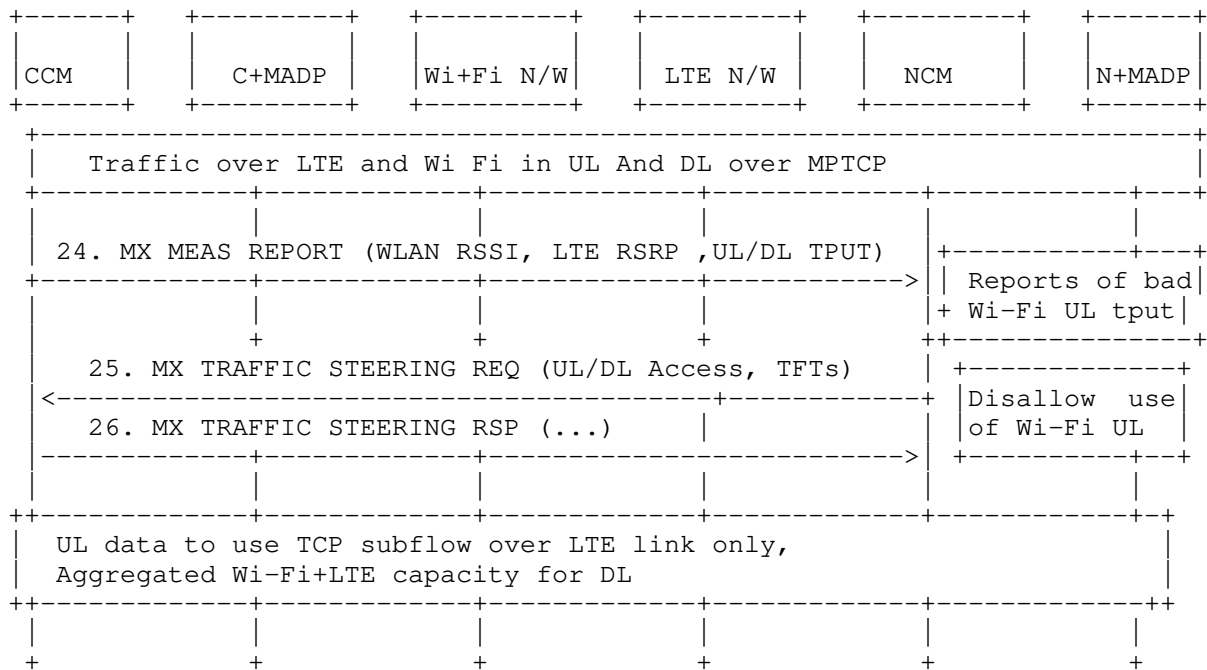 CCM C+MADP Wi+Fi N/W LTE N/W NCM N+MADP
Traffic over LTE and Wi Fi in UL And DL over MPTCP
24. MX MEAS REPORT (WLAN RSSI, LTE RSRP ,UL/DL TPUT)
Reports of bad
Wi-Fi UL tput
25. MX TRAFFIC STEERING REQ (UL/DL Access, TFTs)
Disallow use
26. MX TRAFFIC STEERING RSP (...)
of Wi-Fi UL
UL data to use TCP subflow over LTE link only,
Aggregated Wi-Fi+LTE capacity for DL